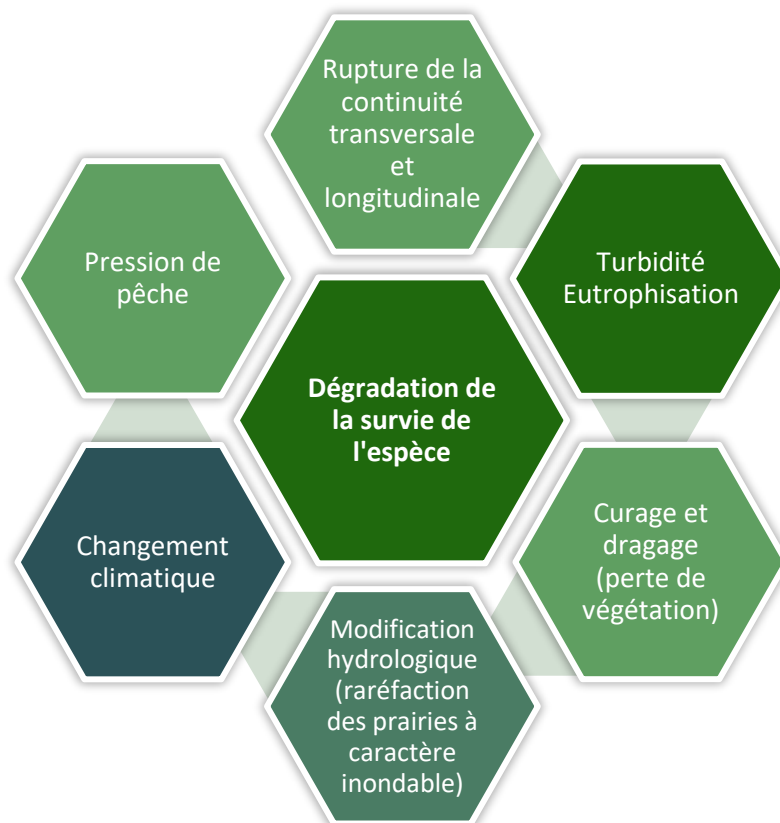 Rupture de la
continuité
transversale
et
longitudinale
Turbidité
Eutrophisation
Curage et
dragage
(perte de
végétation)
Modification
hydrologique
(raréfaction
des prairies à
caractère
inondable)
Changement
climatique
Pression de
pêche
Dégradation de
la survie de
l'espèce